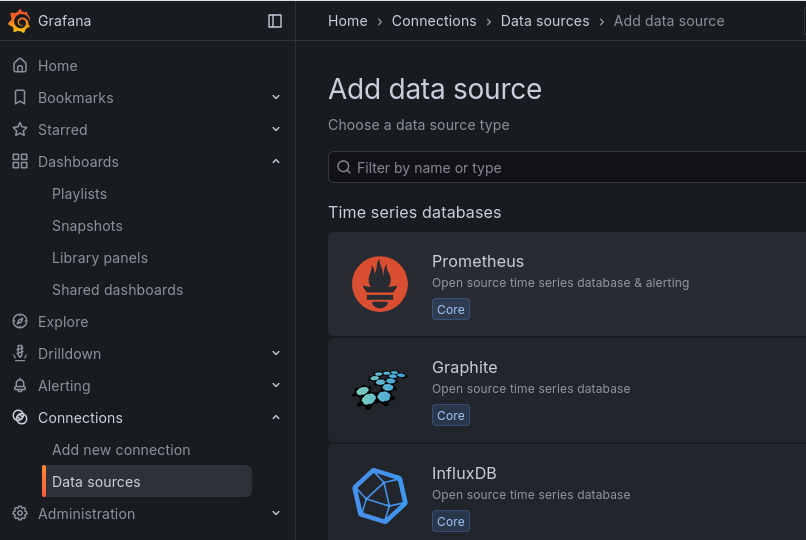 Grafana
Home
Bookmarks
Starred
Dashboards
Playlists
Snapshots
Library panels
Shared dashboards
Explore
Drilldown
Alerting
Connections
Add new connection
Data sources
Administration
Home › Connections › Data sources › Add data source
Add data source
Choose a data source type
Filter by name or type
Time series databases
Prometheus
Open source time series database & alerting
Core
Graphite
Open source time series database
Core
InfluxDB
Open source time series database
Core